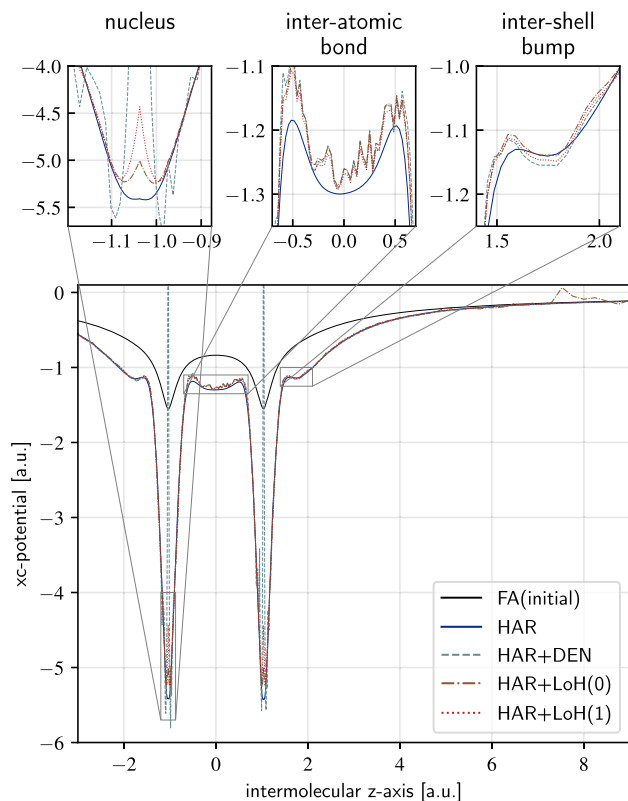 nucleus
inter-atomic
bond
inter-shell
bump
−4.0
−4.5
−5.0
−5.5
−1.1 −1.0 −0.9
−1.1
−1.2
−1.3
−0.5 0.0 0.5
−1.0
−1.1
−1.2
1.5 2.0
0
−1
−2
−3
−4
−5
−6
xc-potential [a.u.]
FA(initial)
HAR
HAR+DEN
HAR+LoH(0)
HAR+LoH(1)
−2 0 2 4 6 8
intermolecular z-axis [a.u.]